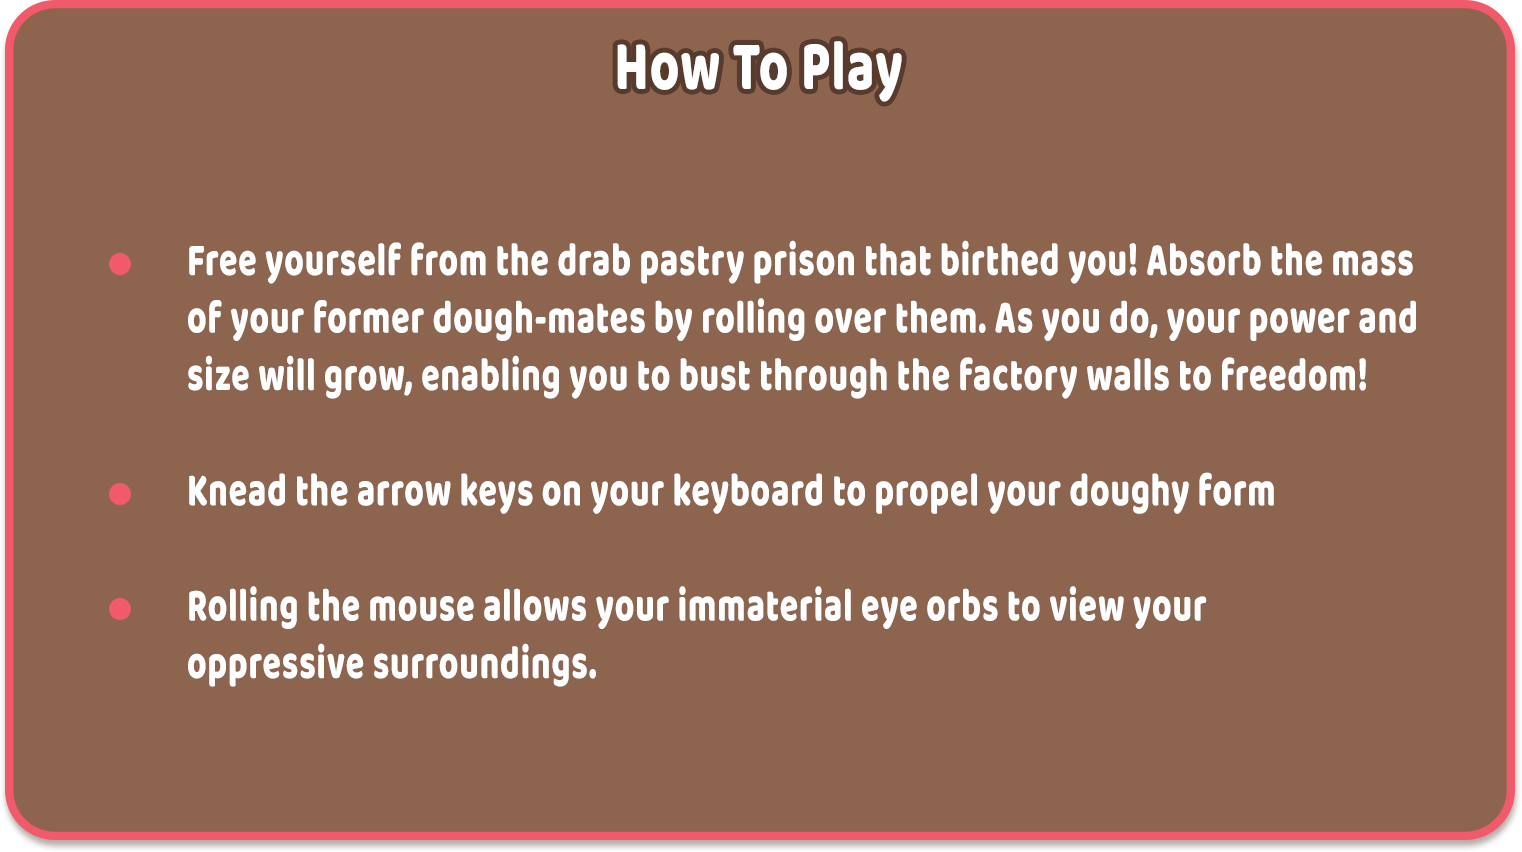 How To Play
Free yourself from the drab pastry prison that birthed you! Absorb the mass
of your former dough-mates by rolling over them. As you do, your power and
size will grow, enabling you to bust through the factory walls to freedom!
Knead the arrow keys on your keyboard to propel your doughy form
Rolling the mouse allows your immaterial eye orbs to view your
oppressive surroundings.